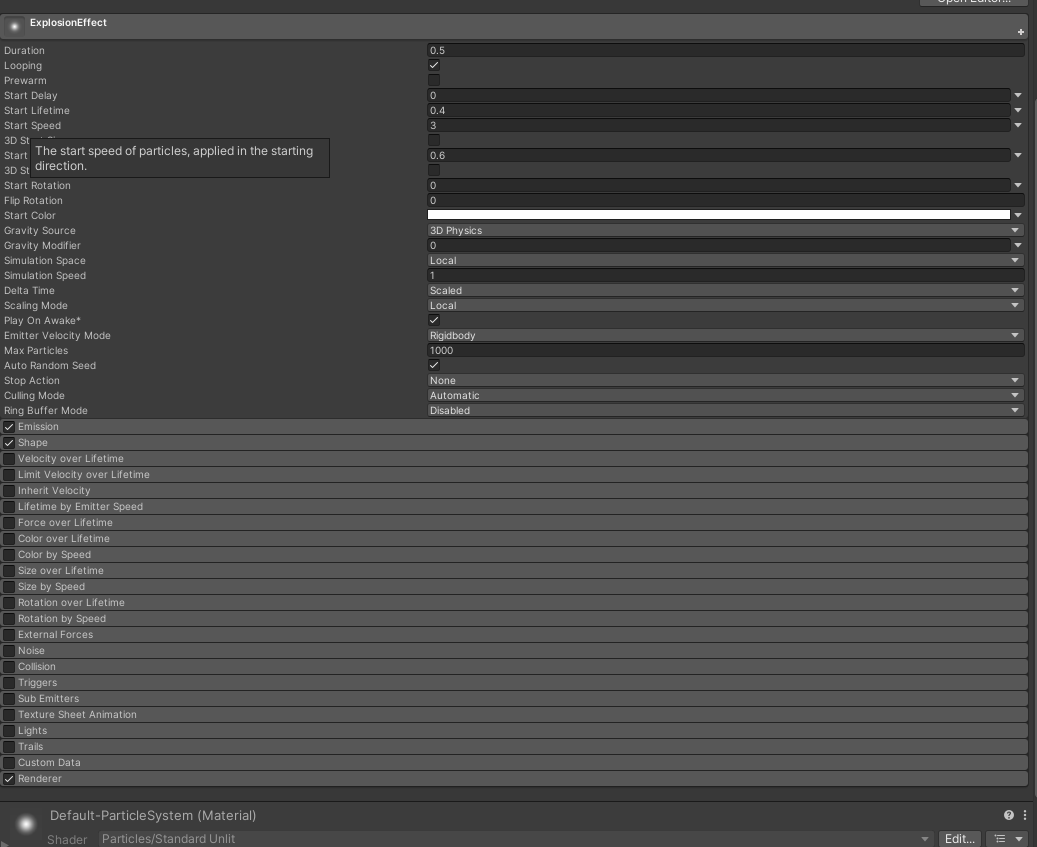 ExplosionEffect
Duration 0.5
Looping
Prewarm
Start Delay 0
Start Lifetime 0.4
Start Speed 3
3D
The start speed of particles, applied in the starting
direction.
Start 0.6
3D
Start Rotation 0
Flip Rotation 0
Start Color
Gravity Source 3D Physics
Gravity Modifier 0
Simulation Space Local
Simulation Speed 1
Delta Time Scaled
Scaling Mode Local
Play On Awake*
Emitter Velocity Mode Rigidbody
Max Particles 1000
Auto Random Seed
Stop Action None
Culling Mode Automatic
Ring Buffer Mode Disabled
Emission
Shape
Velocity over Lifetime
Limit Velocity over Lifetime
Inherit Velocity
Lifetime by Emitter Speed
Force over Lifetime
Color over Lifetime
Color by Speed
Size over Lifetime
Size by Speed
Rotation over Lifetime
Rotation by Speed
External Forces
Noise
Collision
Triggers
Sub Emitters
Texture Sheet Animation
Lights
Trails
Custom Data
Renderer
Default-ParticleSystem (Material)
Shader Particles/Standard Unlit Edit...